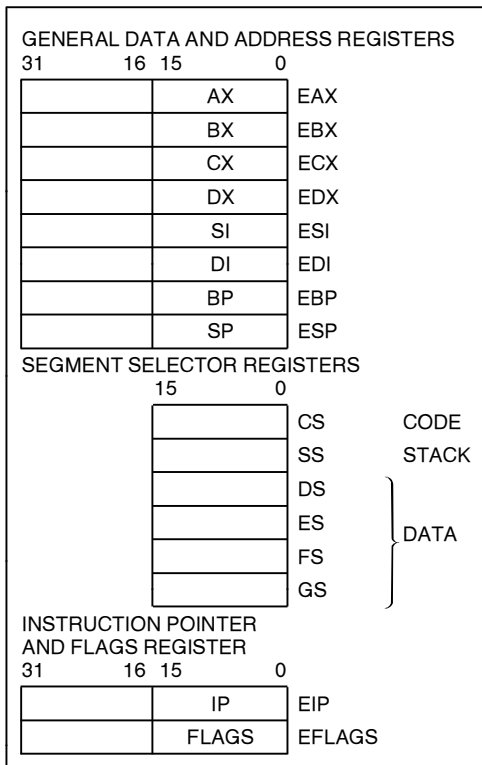 GENERAL DATA AND ADDRESS REGISTERS
31 16 15 0
AX EAX
BX EBX
CX ECX
DX EDX
SI ESI
DI EDI
BP EBP
SP ESP
SEGMENT SELECTOR REGISTERS
15 0
CS CODE
SS STACK
DS
ES
DATA
FS
GS
INSTRUCTION POINTER
AND FLAGS REGISTER
31 16 15 0
IP EIP
FLAGS EFLAGS